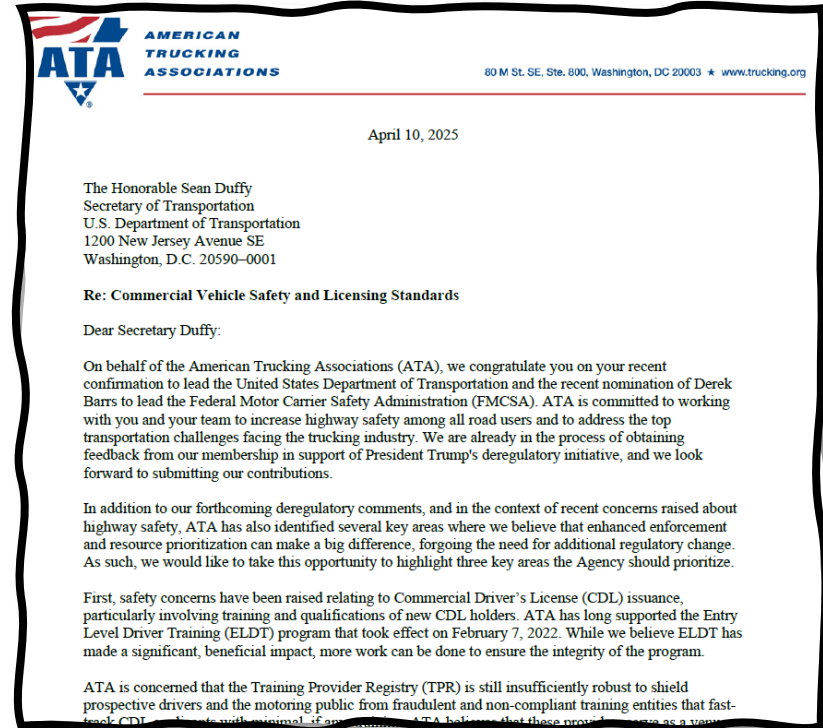 AMERICAN
TRUCKING
ATA ASSOCIATIONS
®
80 M St. SE, Ste. 800, Washington, DC 20003 ★ www.trucking.org
April 10, 2025
The Honorable Sean Duffy
Secretary of Transportation
U.S. Department of Transportation
1200 New Jersey Avenue SE
Washington, D.C. 20590–0001
Re: Commercial Vehicle Safety and Licensing Standards
Dear Secretary Duffy:
On behalf of the American Trucking Associations (ATA), we congratulate you on your recent
confirmation to lead the United States Department of Transportation and the recent nomination of Derek
Barrs to lead the Federal Motor Carrier Safety Administration (FMCSA). ATA is committed to working
with you and your team to increase highway safety among all road users and to address the top
transportation challenges facing the trucking industry. We are already in the process of obtaining
feedback from our membership in support of President Trump's deregulatory initiative, and we look
forward to submitting our contributions.
In addition to our forthcoming deregulatory comments, and in the context of recent concerns raised about
highway safety, ATA has also identified several key areas where we believe that enhanced enforcement
and resource prioritization can make a big difference, forgoing the need for additional regulatory change.
As such, we would like to take this opportunity to highlight three key areas the Agency should prioritize.
First, safety concerns have been raised relating to Commercial Driver’s License (CDL) issuance,
particularly involving training and qualifications of new CDL holders. ATA has long supported the Entry
Level Driver Training (ELDT) program that took effect on February 7, 2022. While we believe ELDT has
made a significant, beneficial impact, more work can be done to ensure the integrity of the program.
ATA is concerned that the Training Provider Registry (TPR) is still insufficiently robust to shield
prospective drivers and the motoring public from fraudulent and non-compliant training entities that fast-
track CDL with minimal, if ATA believes that these